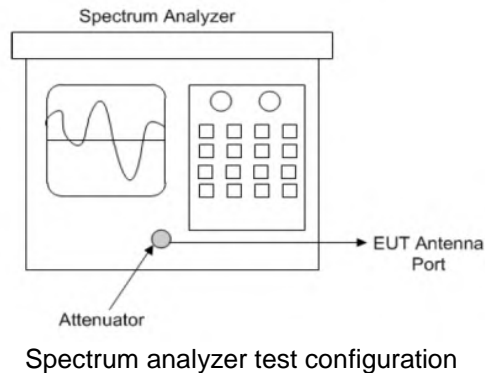 Spectrum Analyzer
EUT Antenna
Port
Attenuator
Spectrum analyzer test configuration